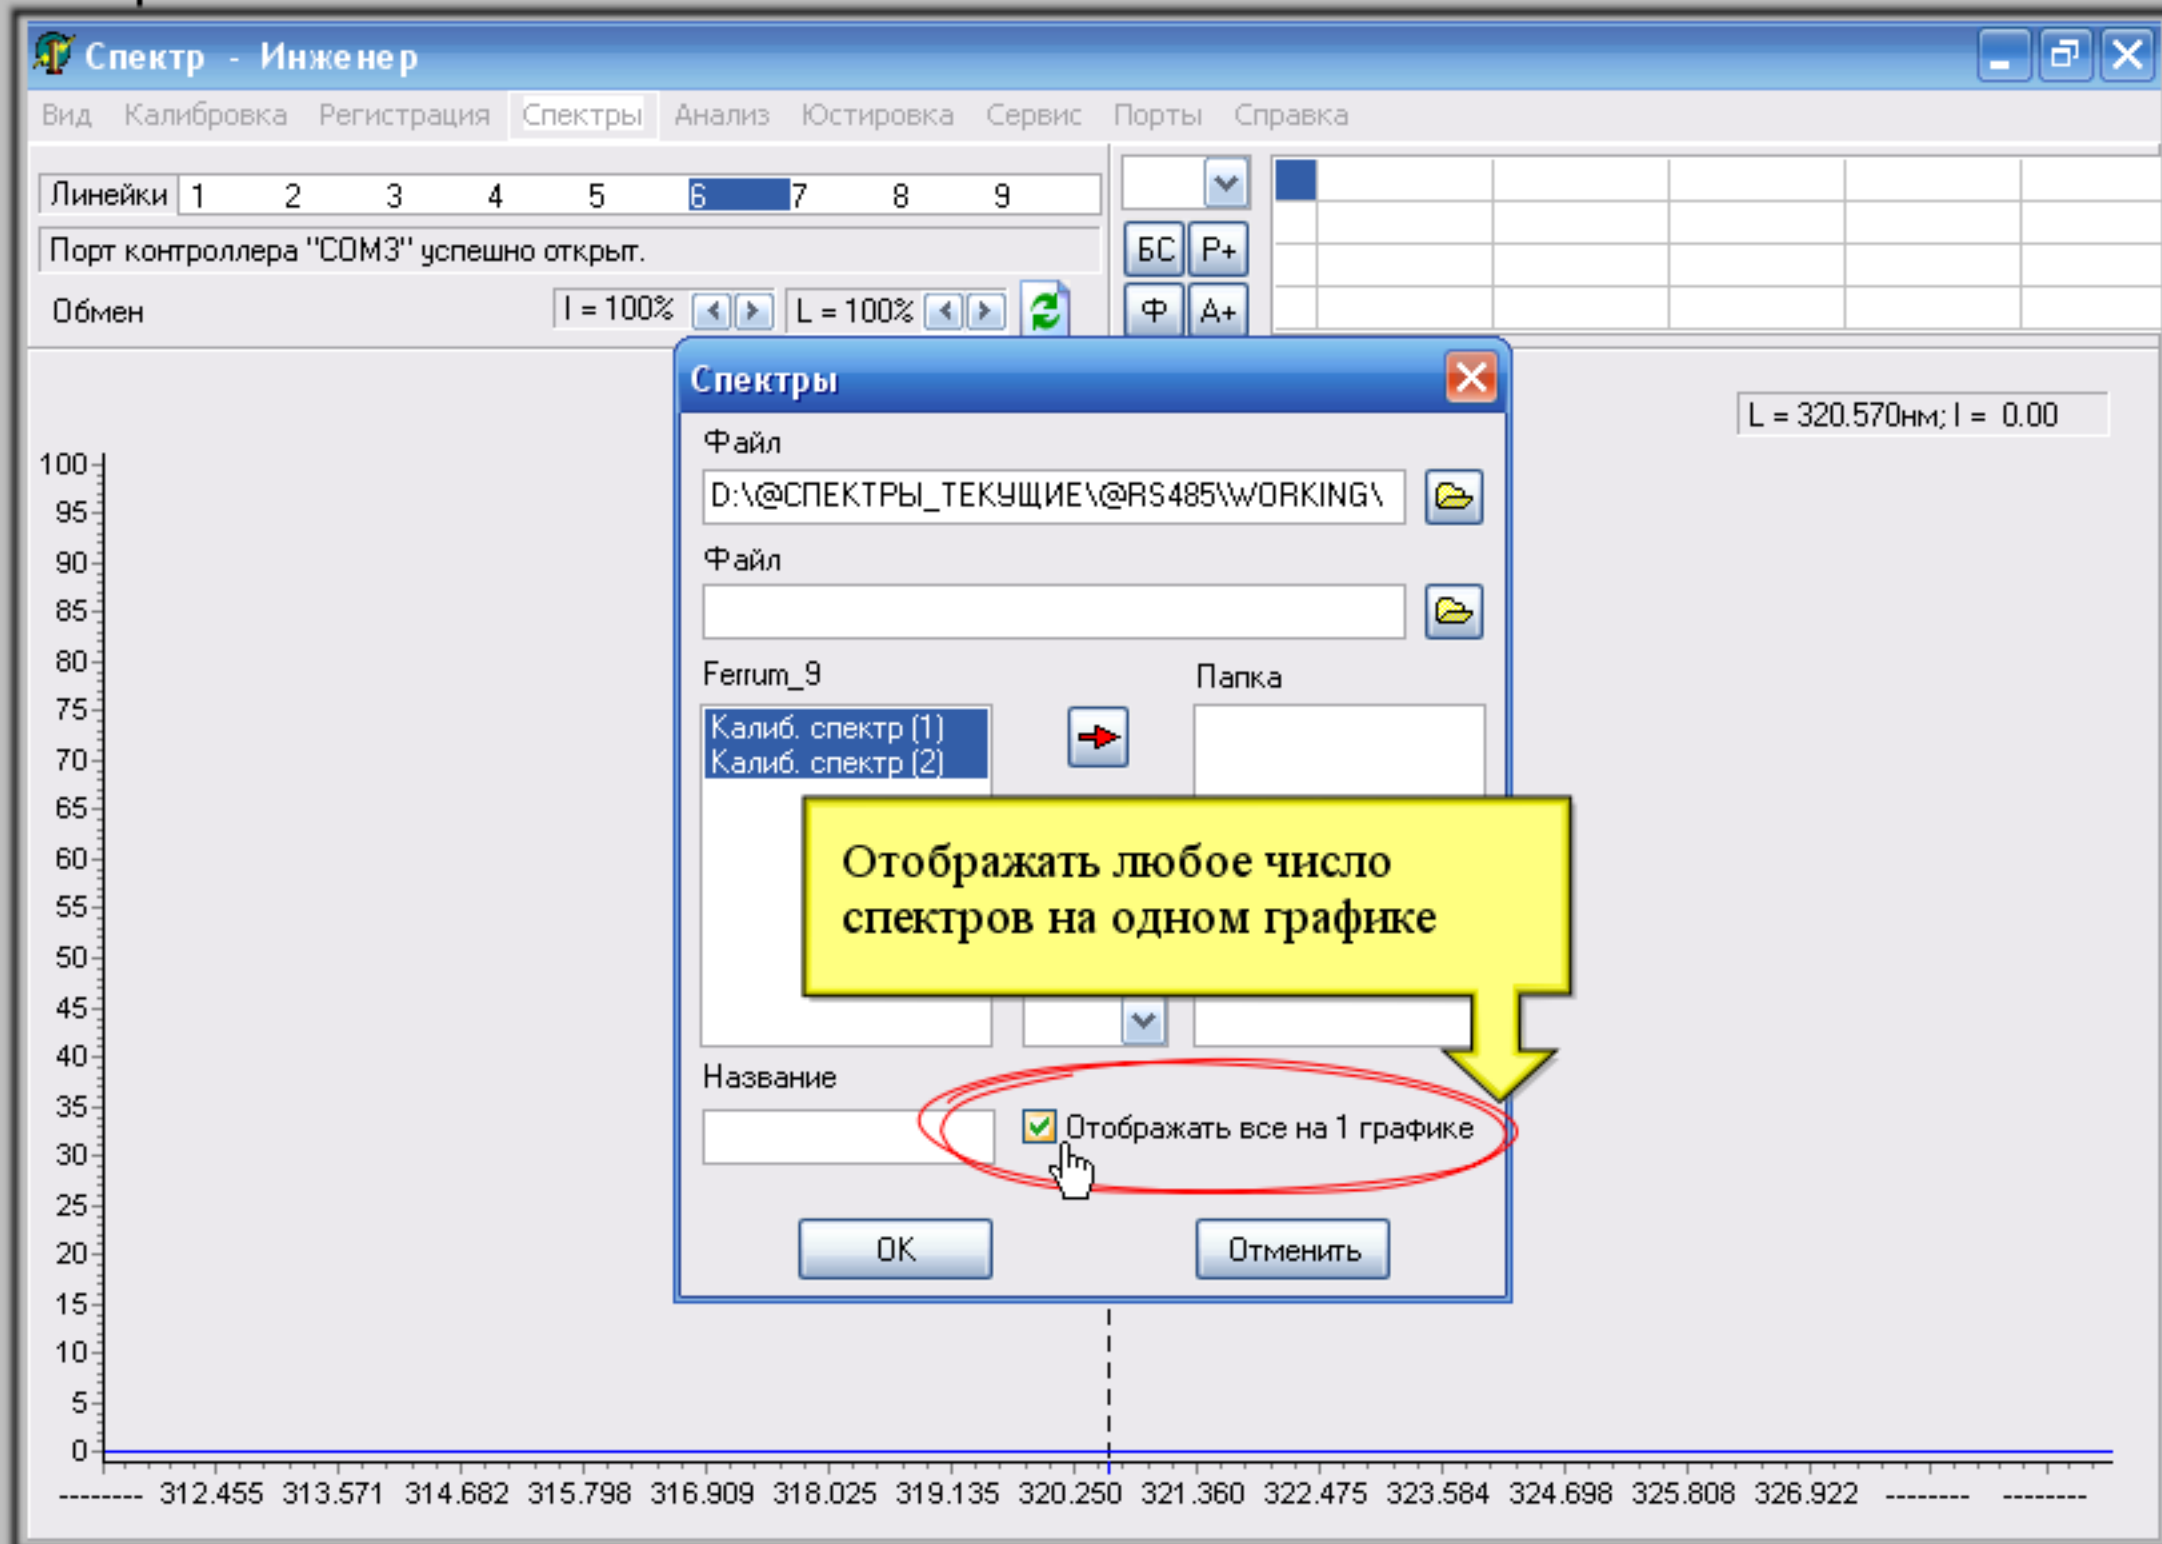 Спектр - Инженер
Вид Калибровка Регистрация Спектры Анализ Юстировка Сервис Порты Справка
Линейки 1 2 3 4 5 6 7 8 9
Порт контроллера "COM3" успешно открыт.
БС Р+
Обмен I = 100% L = 100%
Ф А+
Спектры
L = 320.570нм; I = 0.00
Файл
D:\@СПЕКТРЫ_ТЕКУЩИЕ\@RS485\WORKING\
Файл
Ferrum_9 Папка
Калиб. спектр (1)
Калиб. спектр (2)
Отображать любое число
спектров на одном графике
Название
Отображать все на 1 графике
OK Отменить
100
95
90
85
80
75
70
65
60
55
50
45
40
35
30
25
20
15
10
5
0
-------- 312.455 313.571 314.682 315.798 316.909 318.025 319.135 320.250 321.360 322.475 323.584 324.698 325.808 326.922 -------- --------